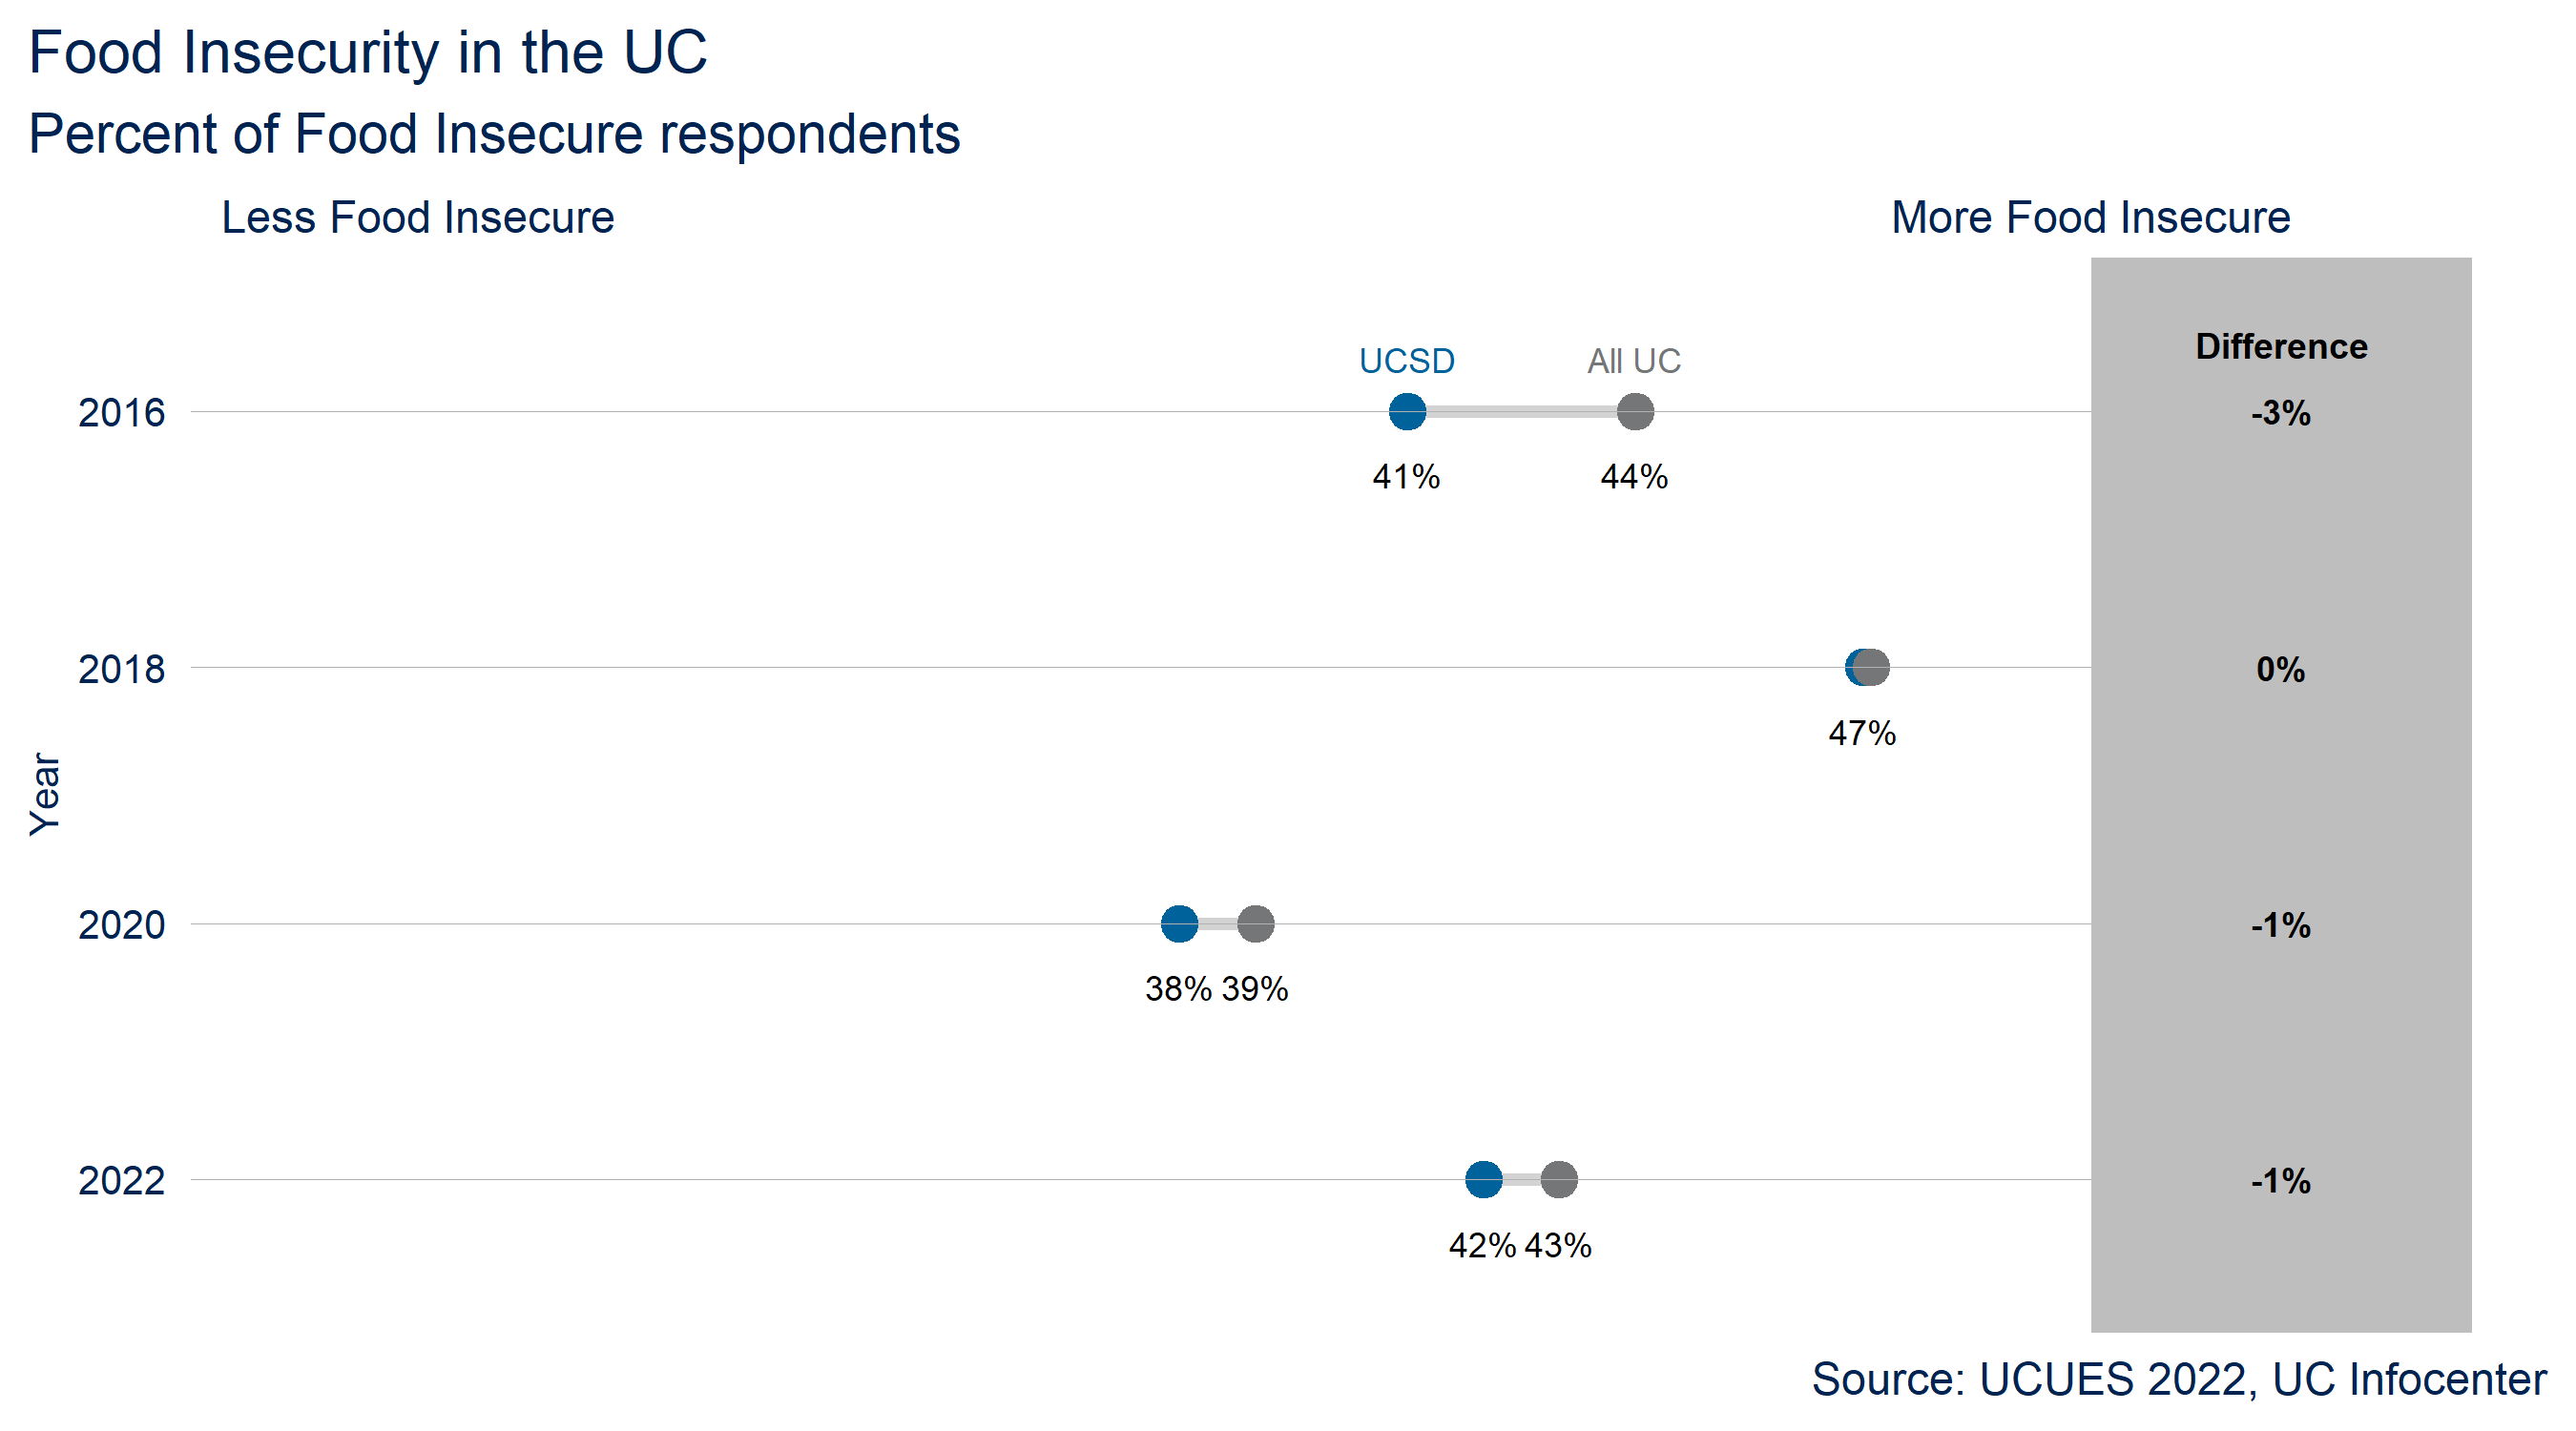 Food Insecurity in the UC
Percent of Food Insecure respondents
Less Food Insecure
More Food Insecure
Difference
UCSD
All UC
2016
-3%
41%
44%
2018
0%
47%
Year
2020
-1%
38%
39%
2022
-1%
42%
43%
Source: UCUES 2022, UC Infocenter